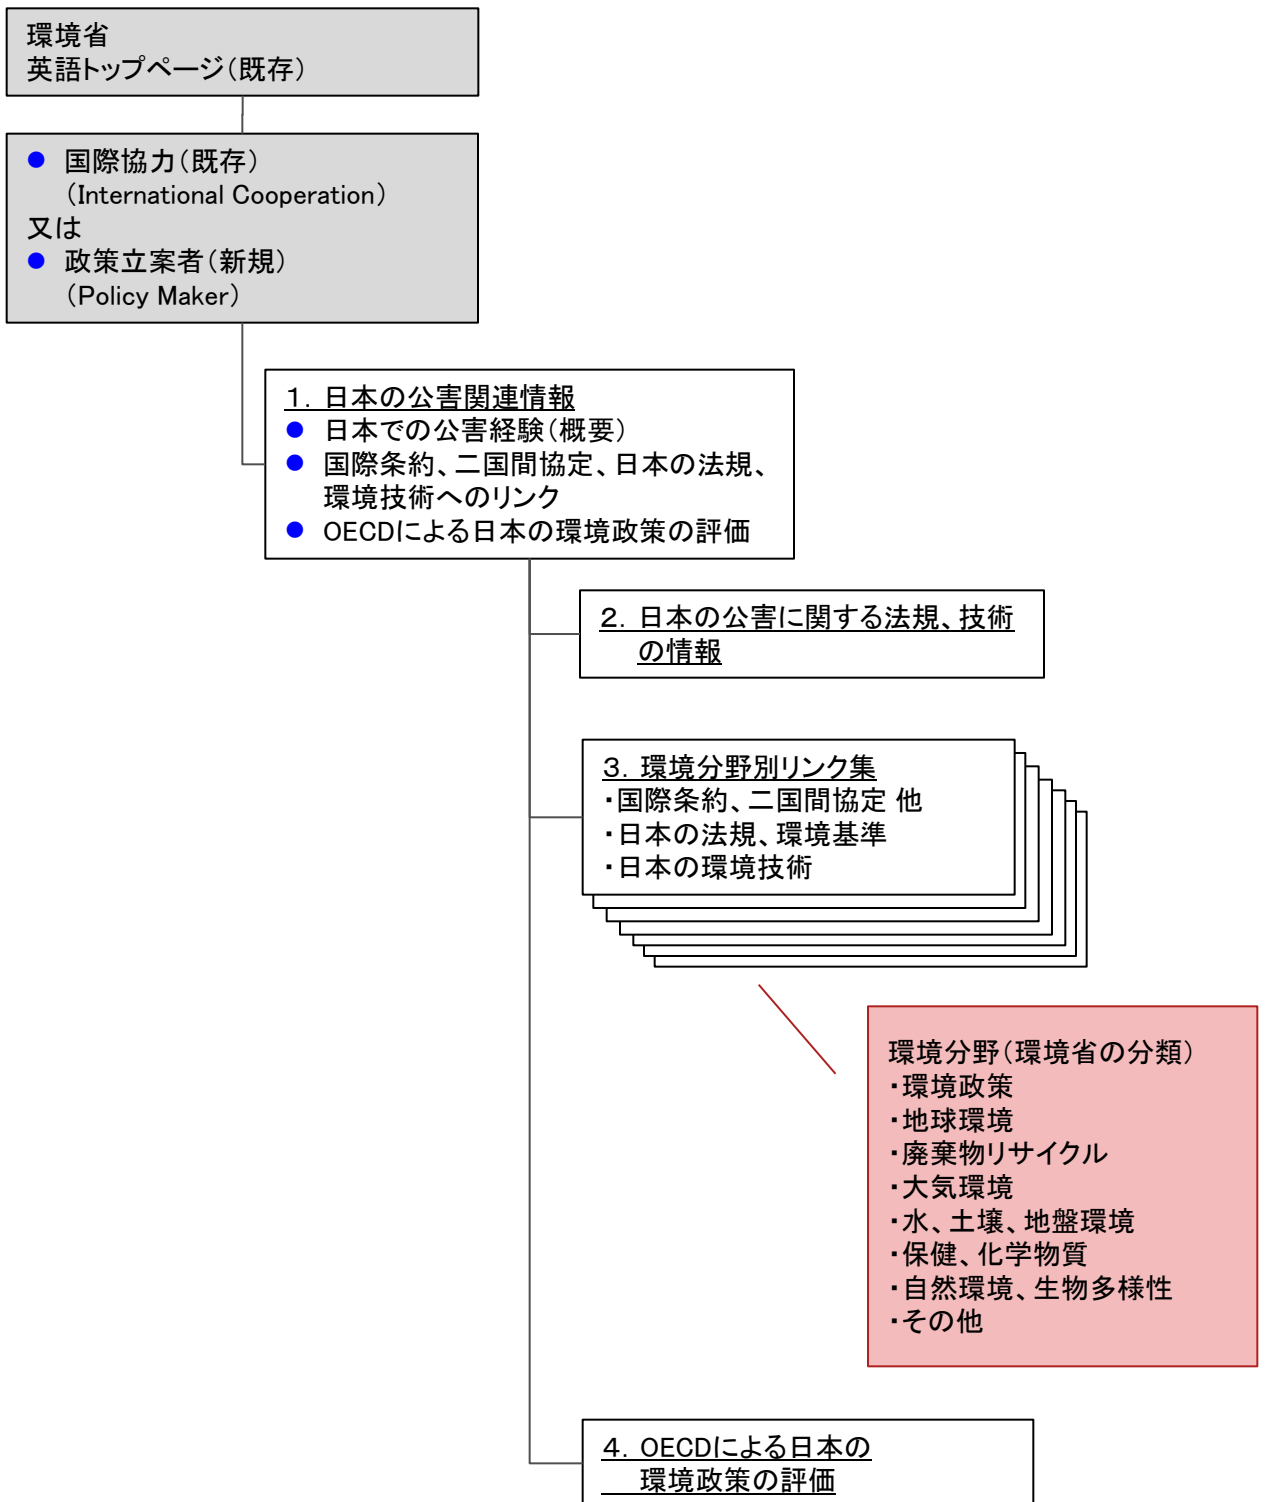 環境省
英語トップページ（既存）
● 国際協力（既存）
（International Cooperation）
又は
● 政策立案者（新規）
（Policy Maker）
１．日本の公害関連情報
● 日本での公害経験（概要）
● 国際条約、二国間協定、日本の法規、
環境技術へのリンク
● OECDによる日本の環境政策の評価
２．日本の公害に関する法規、技術
の情報
３．環境分野別リンク集
・国際条約、二国間協定 他
・日本の法規、環境基準
・日本の環境技術
環境分野（環境省の分類）
・環境政策
・地球環境
・廃棄物リサイクル
・大気環境
・水、土壌、地盤環境
・保健、化学物質
・自然環境、生物多様性
・その他
４．OECDによる日本の
環境政策の評価